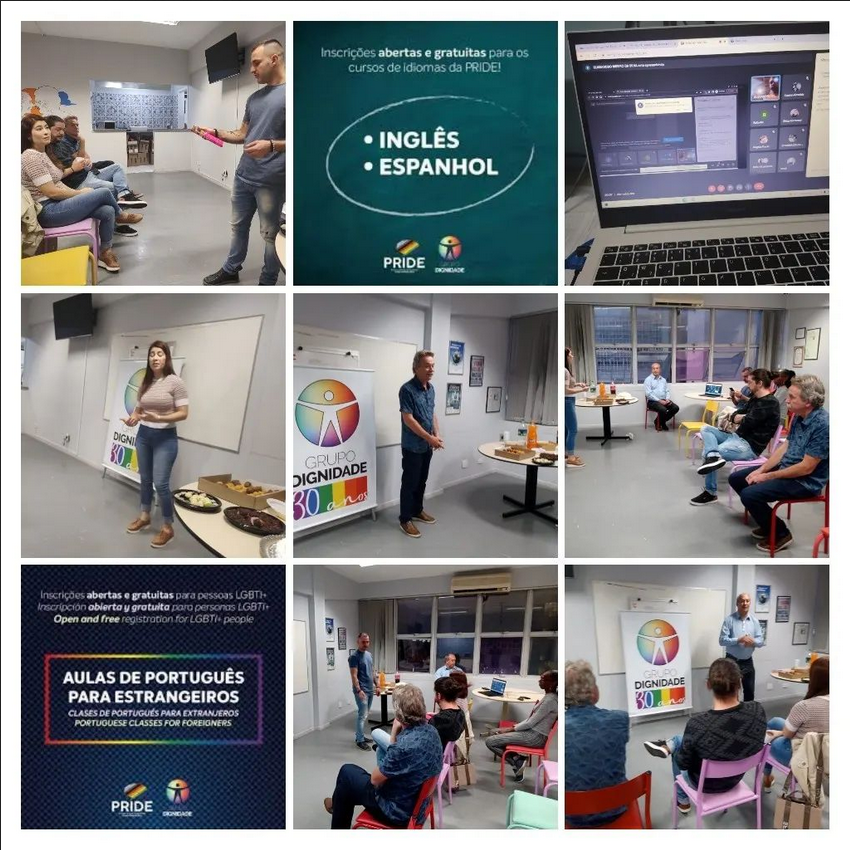 Inscrições abertas e gratuitas para os
cursos de idiomas da PRIDE!
• INGLÊS
• ESPANHOL
PRIDE
GRUPO
DIGNIDADE
DIGNIDADE
30
GRUPO
DIGNIDADE
30 anos
Inscrições abertas e gratuitas para pessoas LGBTI+
Inscripción abierta y gratuita para personas LGBTI+
Open and free registration for LGBTI+ people
AULAS DE PORTUGUÊS
PARA ESTRANGEIROS
CLASES DE PORTUGUÉS PARA EXTRANJEROS
PORTUGUESE CLASSES FOR FOREIGNERS
PRIDE
GRUPO
DIGNIDADE
GRUPO
DIGNIDADE
30 anos